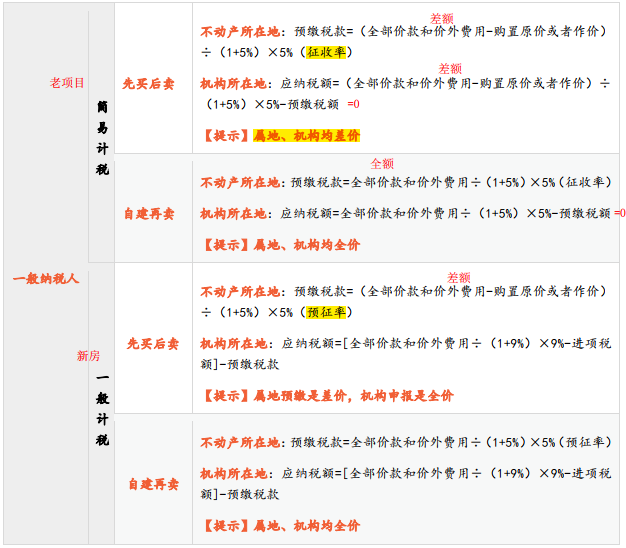 一般纳税人
老项目
简易计税
先买后卖
差额
不动产所在地：预缴税款=（全部价款和价外费用-购置原价或者作价）
÷（1+5%）×5%（征收率）
差额
机构所在地：应纳税额=（全部价款和价外费用-购置原价或者作价）÷
（1+5%）×5%-预缴税额 =0
【提示】属地、机构均差价
自建再卖
全额
不动产所在地：预缴税款=全部价款和价外费用÷（1+5%）×5%（征收率）
机构所在地：应纳税额=全部价款和价外费用÷（1+5%）×5%-预缴税额 =0
【提示】属地、机构均全价
新房
一般计税
先买后卖
差额
不动产所在地：预缴税款=（全部价款和价外费用-购置原价或者作价）
÷（1+5%）×5%（预征率）
机构所在地：应纳税额=[全部价款和价外费用÷（1+9%）×9%-进项税
额]-预缴税款
【提示】属地预缴是差价，机构申报是全价
自建再卖
不动产所在地：预缴税款=全部价款和价外费用÷（1+5%）×5%（预征率）
机构所在地：应纳税额=[全部价款和价外费用÷（1+9%）×9%-进项税
额]-预缴税款
【提示】属地、机构均全价